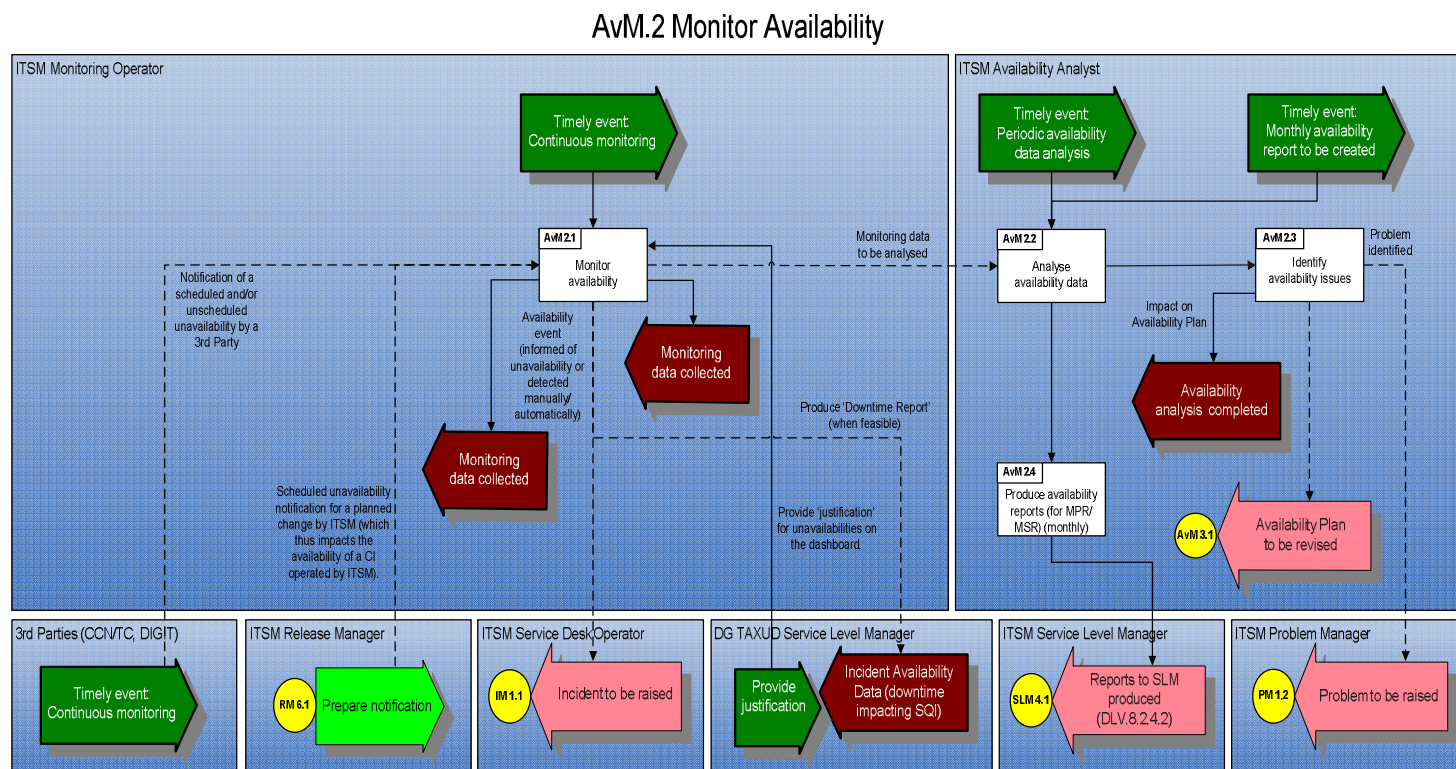 AvM.2 Monitor Availability
ITSM Monitoring Operator
Timely event:
Continuous monitoring
AvM2.1
Monitor
availability
Notification of a
scheduled and/or
unscheduled
unavailability by a
3rd Party
Availability
event
(informed of
unavailability or
detected
manually/
automatically)
Monitoring
data collected
Monitoring
data collected
Monitoring data
to be analysed
Produce 'Downtime Report'
(when feasible)
Scheduled unavailability
notification for a planned
change by ITSM (which
thus impacts the
availability of a CI
operated by ITSM).
Provide 'justification'
for unavailabilities on
the dashboard.
ITSM Availability Analyst
Timely event:
Periodic availability
data analysis
Timely event:
Monthly availability
report to be created
AvM2.2
Analyse
availability data
AvM2.3
Identify
availability issues
Problem
identified
Impact on
Availability Plan
Availability
analysis completed
AvM2.4
Produce availability
reports (for MPR/
MSR) (monthly)
AvM3.1
Availability Plan
to be revised
3rd Parties (CCN/TC, DIGIT)
Timely event:
Continuous monitoring
ITSM Release Manager
RM6.1
Prepare notification
ITSM Service Desk Operator
IM1.1
Incident to be raised
DG TAXUD Service Level Manager
Provide
justification
Incident Availability
Data (downtime
impacting SQI)
ITSM Service Level Manager
SLM4.1
Reports to SLM
produced
(DLV.8.2.4.2)
ITSM Problem Manager
PM1.2
Problem to be raised